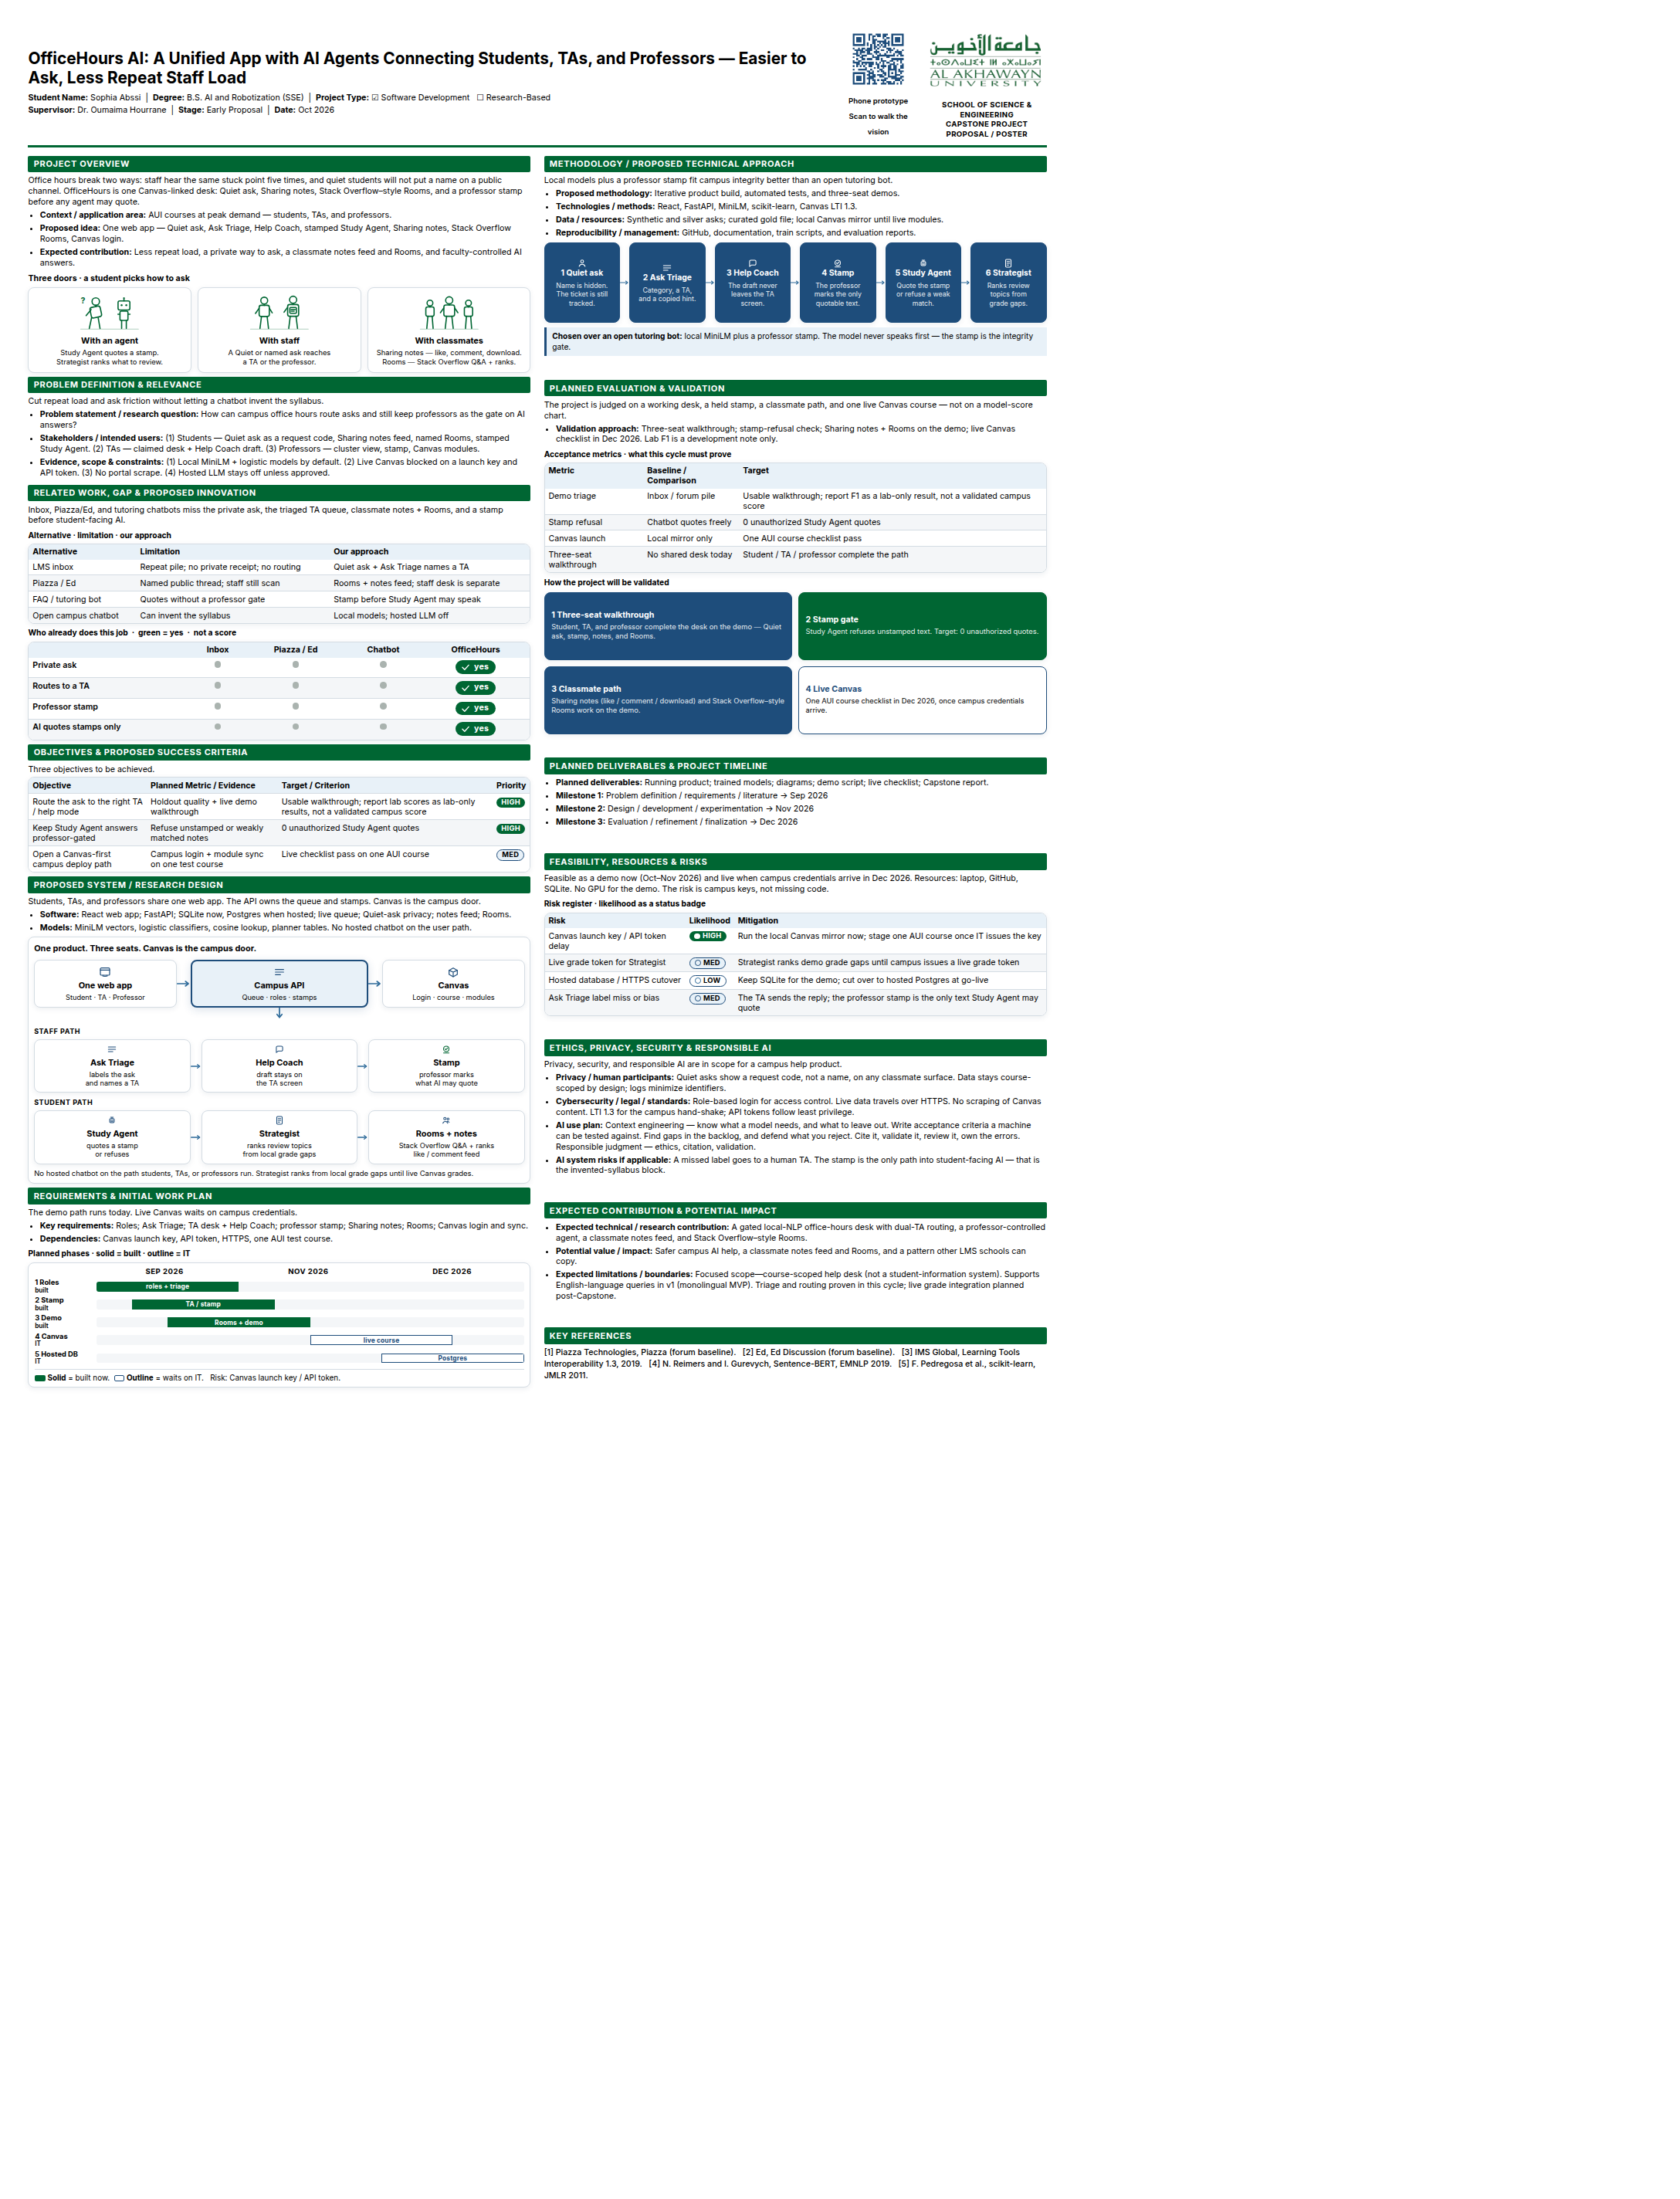 OfficeHours AI: A Unified App with AI Agents Connecting Students, TAs, and Professors — Easier to
Ask, Less Repeat Staff Load
Student Name: Sophia Abssi | Degree: B.S. AI and Robotization (SSE) | Project Type: ☑ Software Development ☐ Research-Based
Supervisor: Dr. Oumaima Hourrane | Stage: Early Proposal | Date: Oct 2026
Phone prototype
Scan to walk the
vision
جامعة الأخوين
AL AKHAWAYN
UNIVERSITY
SCHOOL OF SCIENCE &
ENGINEERING
CAPSTONE PROJECT
PROPOSAL / POSTER
PROJECT OVERVIEW
Office hours break two ways: staff hear the same stuck point five times, and quiet students will not put a name on a public
channel. OfficeHours is one Canvas-linked desk: Quiet ask, Sharing notes, Stack Overflow–style Rooms, and a professor stamp
before any agent may quote.
• Context / application area: AUI courses at peak demand — students, TAs, and professors.
• Proposed idea: One web app — Quiet ask, Ask Triage, Help Coach, stamped Study Agent, Sharing notes, Stack Overflow
Rooms, Canvas login.
• Expected contribution: Less repeat load, a private way to ask, a classmate notes feed and Rooms, and faculty-controlled AI
answers.
Three doors · a student picks how to ask
?
With an agent
Study Agent quotes a stamp.
Strategist ranks what to review.
With staff
A Quiet or named ask reaches
a TA or the professor.
With classmates
Sharing notes — like, comment, download.
Rooms — Stack Overflow Q&A + ranks.
PROBLEM DEFINITION & RELEVANCE
Cut repeat load and ask friction without letting a chatbot invent the syllabus.
• Problem statement / research question: How can campus office hours route asks and still keep professors as the gate on AI
answers?
• Stakeholders / intended users: (1) Students — Quiet ask as a request code, Sharing notes feed, named Rooms, stamped
Study Agent. (2) TAs — claimed desk + Help Coach draft. (3) Professors — cluster view, stamp, Canvas modules.
• Evidence, scope & constraints: (1) Local MiniLM + logistic models by default. (2) Live Canvas blocked on a launch key and
API token. (3) No portal scrape. (4) Hosted LLM stays off unless approved.
RELATED WORK, GAP & PROPOSED INNOVATION
Inbox, Piazza/Ed, and tutoring chatbots miss the private ask, the triaged TA queue, classmate notes + Rooms, and a stamp
before student-facing AI.
Alternative · limitation · our approach
Alternative Limitation Our approach
LMS inbox Repeat pile; no private receipt; no routing Quiet ask + Ask Triage names a TA
Piazza / Ed Named public thread; staff still scan Rooms + notes feed; staff desk is separate
FAQ / tutoring bot Quotes without a professor gate Stamp before Study Agent may speak
Open campus chatbot Can invent the syllabus Local models; hosted LLM off
Who already does this job · green = yes · not a score
Inbox Piazza / Ed Chatbot OfficeHours
Private ask ✓ yes
Routes to a TA ✓ yes
Professor stamp ✓ yes
AI quotes stamps only ✓ yes
OBJECTIVES & PROPOSED SUCCESS CRITERIA
Three objectives to be achieved.
Objective Planned Metric / Evidence Target / Criterion Priority
Route the ask to the right TA Holdout quality + live demo Usable walkthrough; report lab scores as lab-only HIGH
/ help mode walkthrough results, not a validated campus score
Keep Study Agent answers Refuse unstamped or weakly 0 unauthorized Study Agent quotes HIGH
professor-gated matched notes
Open a Canvas-first Campus login + module sync Live checklist pass on one AUI course MED
campus deploy path on one test course
PROPOSED SYSTEM / RESEARCH DESIGN
Students, TAs, and professors share one web app. The API owns the queue and stamps. Canvas is the campus door.
• Software: React web app; FastAPI; SQLite now, Postgres when hosted; live queue; Quiet-ask privacy; notes feed; Rooms.
• Models: MiniLM vectors, logistic classifiers, cosine lookup, planner tables. No hosted chatbot on the user path.
One product. Three seats. Canvas is the campus door.
One web app
Student · TA · Professor
Campus API
Queue · roles · stamps
Canvas
Login · course · modules
STAFF PATH
Ask Triage
labels the ask
and names a TA
Help Coach
draft stays on
the TA screen
Stamp
professor marks
what AI may quote
STUDENT PATH
Study Agent
quotes a stamp
or refuses
Strategist
ranks review topics
from local grade gaps
Rooms + notes
Stack Overflow Q&A + ranks
like / comment feed
No hosted chatbot on the path students, TAs, or professors run. Strategist ranks from local grade gaps until live Canvas grades.
REQUIREMENTS & INITIAL WORK PLAN
The demo path runs today. Live Canvas waits on campus credentials.
• Key requirements: Roles; Ask Triage; TA desk + Help Coach; professor stamp; Sharing notes; Rooms; Canvas login and sync.
• Dependencies: Canvas launch key, API token, HTTPS, one AUI test course.
Planned phases · solid = built · outline = IT
SEP 2026 NOV 2026 DEC 2026
1 Roles
built
roles + triage
2 Stamp
built
TA / stamp
3 Demo
built
Rooms + demo
4 Canvas
IT
live course
5 Hosted DB
IT
Postgres
Solid = built now. Outline = waits on IT. Risk: Canvas launch key / API token.
METHODOLOGY / PROPOSED TECHNICAL APPROACH
Local models plus a professor stamp fit campus integrity better than an open tutoring bot.
• Proposed methodology: Iterative product build, automated tests, and three-seat demos.
• Technologies / methods: React, FastAPI, MiniLM, scikit-learn, Canvas LTI 1.3.
• Data / resources: Synthetic and silver asks; curated gold file; local Canvas mirror until live modules.
• Reproducibility / management: GitHub, documentation, train scripts, and evaluation reports.
1 Quiet ask
Name is hidden.
The ticket is still
tracked.
2 Ask Triage
Category, a TA,
and a copied hint.
3 Help Coach
The draft never
leaves the TA
screen.
4 Stamp
The professor
marks the only
quotable text.
5 Study Agent
Quote the stamp
or refuse a weak
match.
6 Strategist
Ranks review
topics from
grade gaps.
Chosen over an open tutoring bot: local MiniLM plus a professor stamp. The model never speaks first — the stamp is the integrity
gate.
PLANNED EVALUATION & VALIDATION
The project is judged on a working desk, a held stamp, a classmate path, and one live Canvas course — not on a model-score
chart.
• Validation approach: Three-seat walkthrough; stamp-refusal check; Sharing notes + Rooms on the demo; live Canvas
checklist in Dec 2026. Lab F1 is a development note only.
Acceptance metrics · what this cycle must prove
Metric Baseline / Target
Comparison
Demo triage Inbox / forum pile Usable walkthrough; report F1 as a lab-only result, not a validated campus
score
Stamp refusal Chatbot quotes freely 0 unauthorized Study Agent quotes
Canvas launch Local mirror only One AUI course checklist pass
Three-seat No shared desk today Student / TA / professor complete the path
walkthrough
How the project will be validated
1 Three-seat walkthrough
Student, TA, and professor complete the desk on the demo — Quiet
ask, stamp, notes, and Rooms.
2 Stamp gate
Study Agent refuses unstamped text. Target: 0 unauthorized quotes.
3 Classmate path
Sharing notes (like / comment / download) and Stack Overflow–style
Rooms work on the demo.
4 Live Canvas
One AUI course checklist in Dec 2026, once campus credentials
arrive.
PLANNED DELIVERABLES & PROJECT TIMELINE
• Planned deliverables: Running product; trained models; diagrams; demo script; live checklist; Capstone report.
• Milestone 1: Problem definition / requirements / literature → Sep 2026
• Milestone 2: Design / development / experimentation → Nov 2026
• Milestone 3: Evaluation / refinement / finalization → Dec 2026
FEASIBILITY, RESOURCES & RISKS
Feasible as a demo now (Oct–Nov 2026) and live when campus credentials arrive in Dec 2026. Resources: laptop, GitHub,
SQLite. No GPU for the demo. The risk is campus keys, not missing code.
Risk register · likelihood as a status badge
Risk Likelihood Mitigation
Canvas launch key / API token HIGH Run the local Canvas mirror now; stage one AUI course once IT issues the key
delay
Live grade token for Strategist MED Strategist ranks demo grade gaps until campus issues a live grade token
Hosted database / HTTPS cutover LOW Keep SQLite for the demo; cut over to hosted Postgres at go-live
Ask Triage label miss or bias MED The TA sends the reply; the professor stamp is the only text Study Agent may
quote
ETHICS, PRIVACY, SECURITY & RESPONSIBLE AI
Privacy, security, and responsible AI are in scope for a campus help product.
• Privacy / human participants: Quiet asks show a request code, not a name, on any classmate surface. Data stays course-
scoped by design; logs minimize identifiers.
• Cybersecurity / legal / standards: Role-based login for access control. Live data travels over HTTPS. No scraping of Canvas
content. LTI 1.3 for the campus hand-shake; API tokens follow least privilege.
• AI use plan: Context engineering — know what a model needs, and what to leave out. Write acceptance criteria a machine
can be tested against. Find gaps in the backlog, and defend what you reject. Cite it, validate it, review it, own the errors.
Responsible judgment — ethics, citation, validation.
• AI system risks if applicable: A missed label goes to a human TA. The stamp is the only path into student-facing AI — that is
the invented-syllabus block.
EXPECTED CONTRIBUTION & POTENTIAL IMPACT
• Expected technical / research contribution: A gated local-NLP office-hours desk with dual-TA routing, a professor-controlled
agent, a classmate notes feed, and Stack Overflow–style Rooms.
• Potential value / impact: Safer campus AI help, a classmate notes feed and Rooms, and a pattern other LMS schools can
copy.
• Expected limitations / boundaries: Focused scope—course-scoped help desk (not a student-information system). Supports
English-language queries in v1 (monolingual MVP). Triage and routing proven in this cycle; live grade integration planned
post-Capstone.
KEY REFERENCES
[1] Piazza Technologies, Piazza (forum baseline). [2] Ed, Ed Discussion (forum baseline). [3] IMS Global, Learning Tools
Interoperability 1.3, 2019. [4] N. Reimers and I. Gurevych, Sentence-BERT, EMNLP 2019. [5] F. Pedregosa et al., scikit-learn,
JMLR 2011.